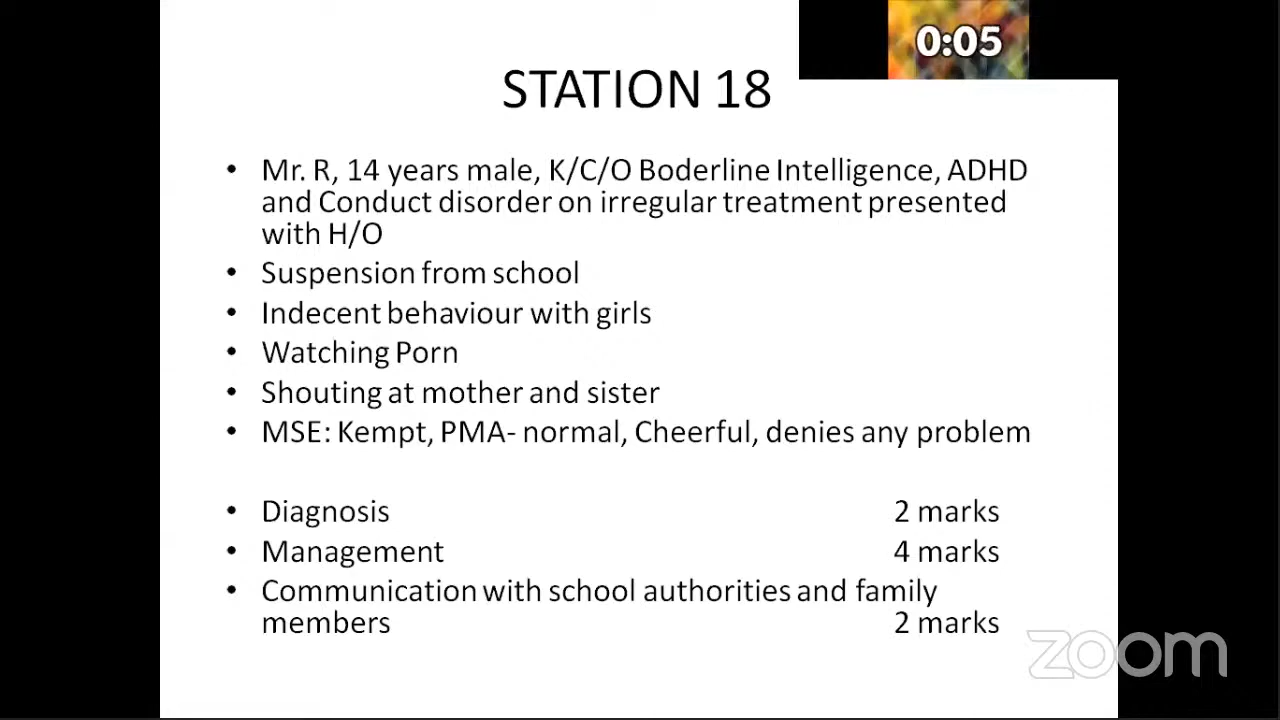 0:05
STATION 18
• Mr. R, 14 years male, K/C/O Boderline Intelligence, ADHD
and Conduct disorder on irregular treatment presented
with H/O
• Suspension from school
• Indecent behaviour with girls
• Watching Porn
• Shouting at mother and sister
• MSE: Kempt, PMA- normal, Cheerful, denies any problem
• Diagnosis 2 marks
• Management 4 marks
• Communication with school authorities and family
members 2 marks
zoom